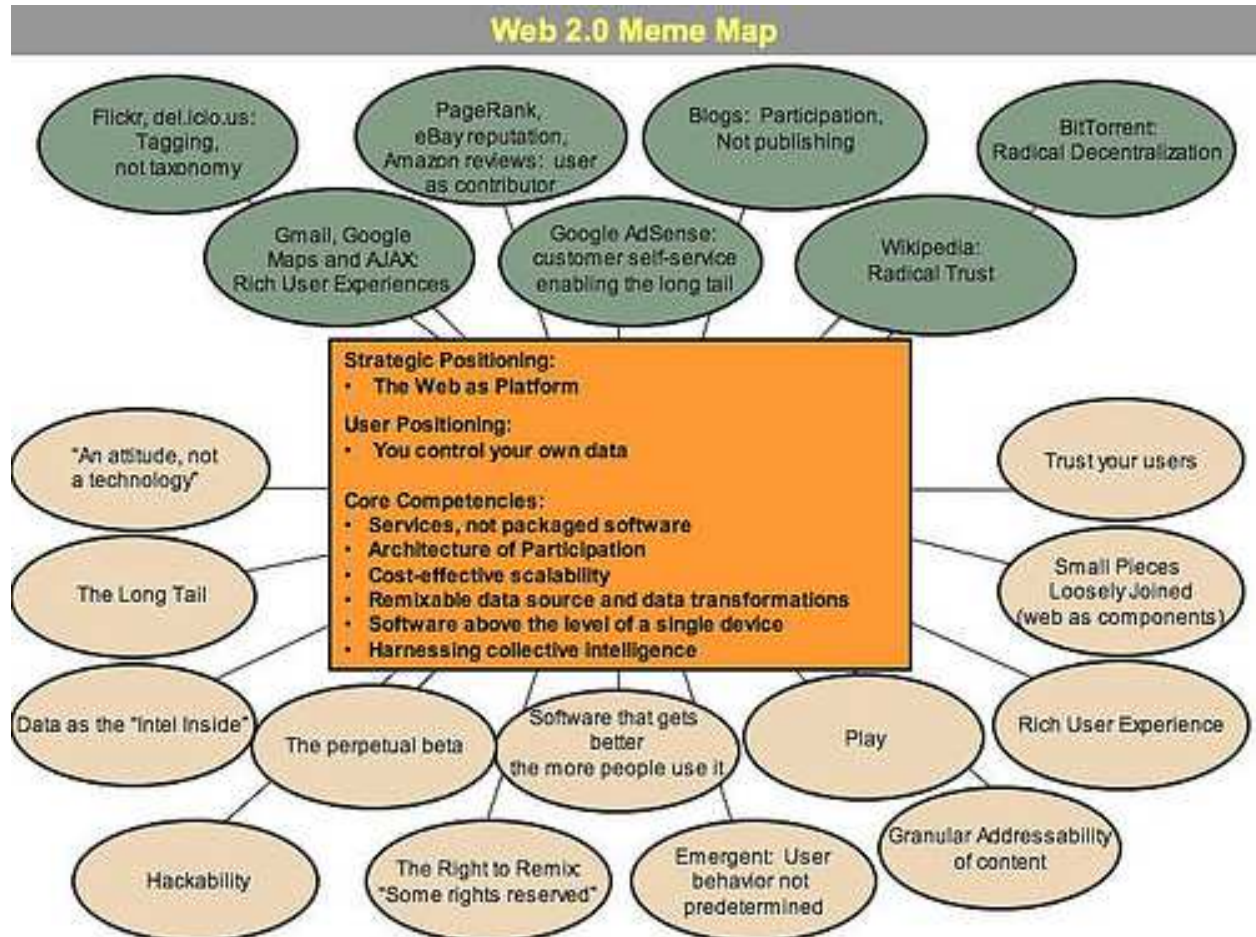 Web 2.0 Meme Map
Flickr, del.icio.us:
Tagging,
not taxonomy
PageRank,
eBay reputation,
Amazon reviews: user
as contributor
Blogs: Participation,
Not publishing
BitTorrent:
Radical Decentralization
Gmail, Google
Maps and AJAX:
Rich User Experiences
Google AdSense:
customer self-service
enabling the long tail
Wikipedia:
Radical Trust
Strategic Positioning:
• The Web as Platform
User Positioning:
• You control your own data
Core Competencies:
• Services, not packaged software
• Architecture of Participation
• Cost-effective scalability
• Remixable data source and data transformations
• Software above the level of a single device
• Harnessing collective intelligence
"An attitude, not
a technology"
Trust your users
The Long Tail
Small Pieces
Loosely Joined
(web as components)
Data as the "Intel Inside"
The perpetual beta
Software that gets
better
the more people use it
Play
Rich User Experience
Hackability
The Right to Remix:
"Some rights reserved"
Emergent: User
behavior not
predetermined
Granular Addressability
of content